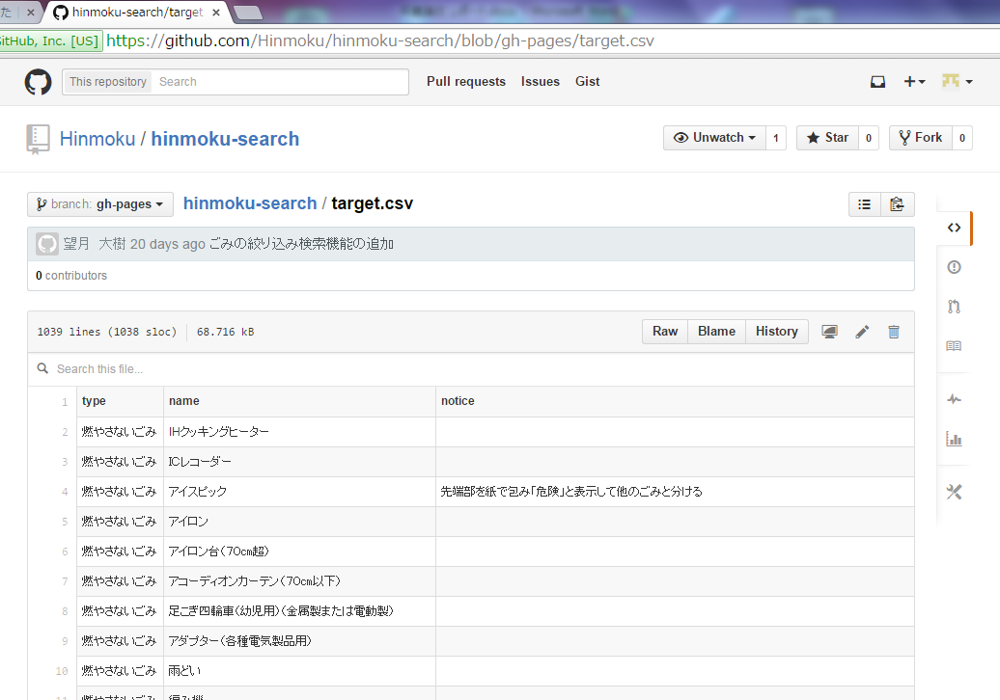 た × hinmoku-search/target ×
GitHub, Inc. [US] https://github.com/Hinmoku/hinmoku-search/blob/gh-pages/target.csv
This repository Search Pull requests Issues Gist
Hinmoku / hinmoku-search Unwatch 1 Star 0 Fork 0
branch: gh-pages hinmoku-search / target.csv
望月 大樹 20 days ago ごみの絞り込み検索機能の追加
0 contributors
1039 lines (1038 sloc) 68.716 kB Raw Blame History
Search this file...
1 type name notice
2 燃やさないごみ IHクッキングヒーター
3 燃やさないごみ ICレコーダー
4 燃やさないごみ アイスピック 先端部を紙で包み「危険」と表示して他のごみと分ける
5 燃やさないごみ アイロン
6 燃やさないごみ アイロン台（70cm超）
7 燃やさないごみ アコーディオンカーテン（70cm以下）
8 燃やさないごみ 足こぎ四輪車（幼児用）（金属製または電動製）
9 燃やさないごみ アダプター（各種電気製品用）
10 燃やさないごみ 雨どい
11 燃やさないごみ 編み機